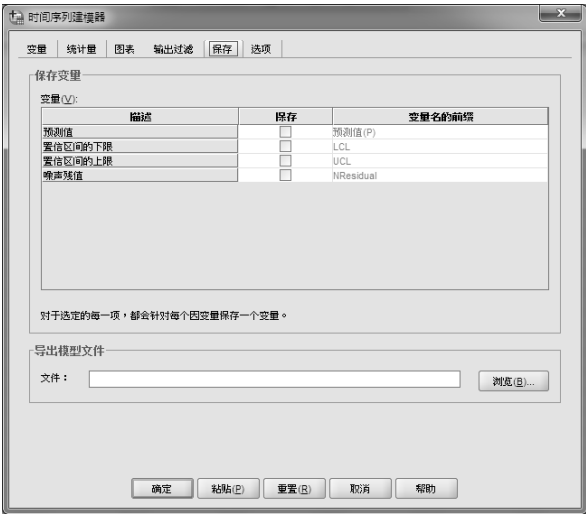 时间序列建模器
变量 统计量 图表 输出过滤 保存 选项
保存变量
变量(V):
描述 保存 变量名的前缀
预测值 预测值(P)
置信区间的下限 LCL
置信区间的上限 UCL
噪声残值 NResidual
对于选定的每一项，都会针对每个因变量保存一个变量。
导出模型文件
文件： 浏览(B)...
确定 粘贴(P) 重置(R) 取消 帮助